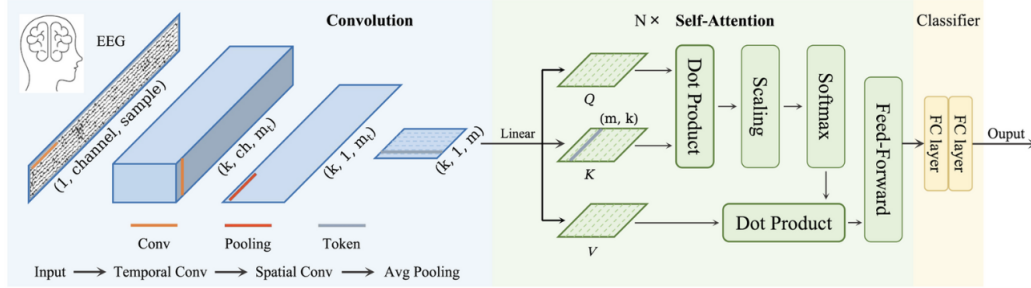 Convolution
EEG
(1, channel, sample)
(k, ch, mₜ)
(k, 1, mₜ)
(k, 1, m)
Conv
Pooling
Token
Input
Temporal Conv
Spatial Conv
Avg Pooling
N × Self-Attention
Linear
Q
(m, k)
K
V
Dot Product
Scaling
Softmax
Dot Product
Feed-Forward
Classifier
FC layer
FC layer
Ouput